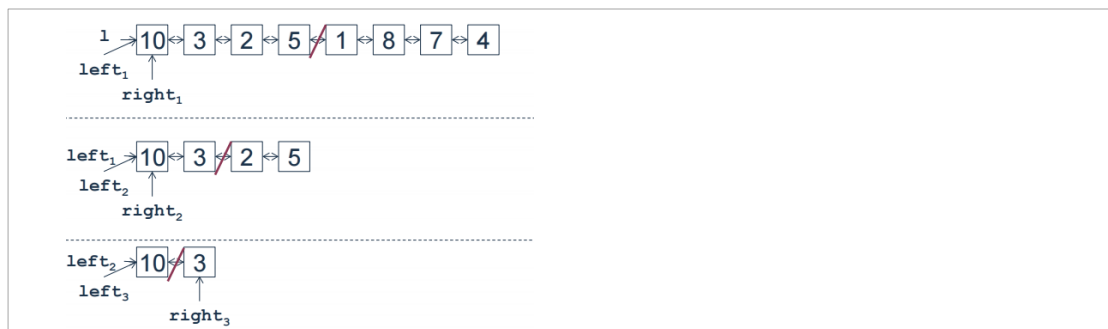 l 10 3 2 5 1 8 7 4
left₁
right₁
left₁ 10 3 2 5
left₂
right₂
left₂ 10 3
left₃
right₃